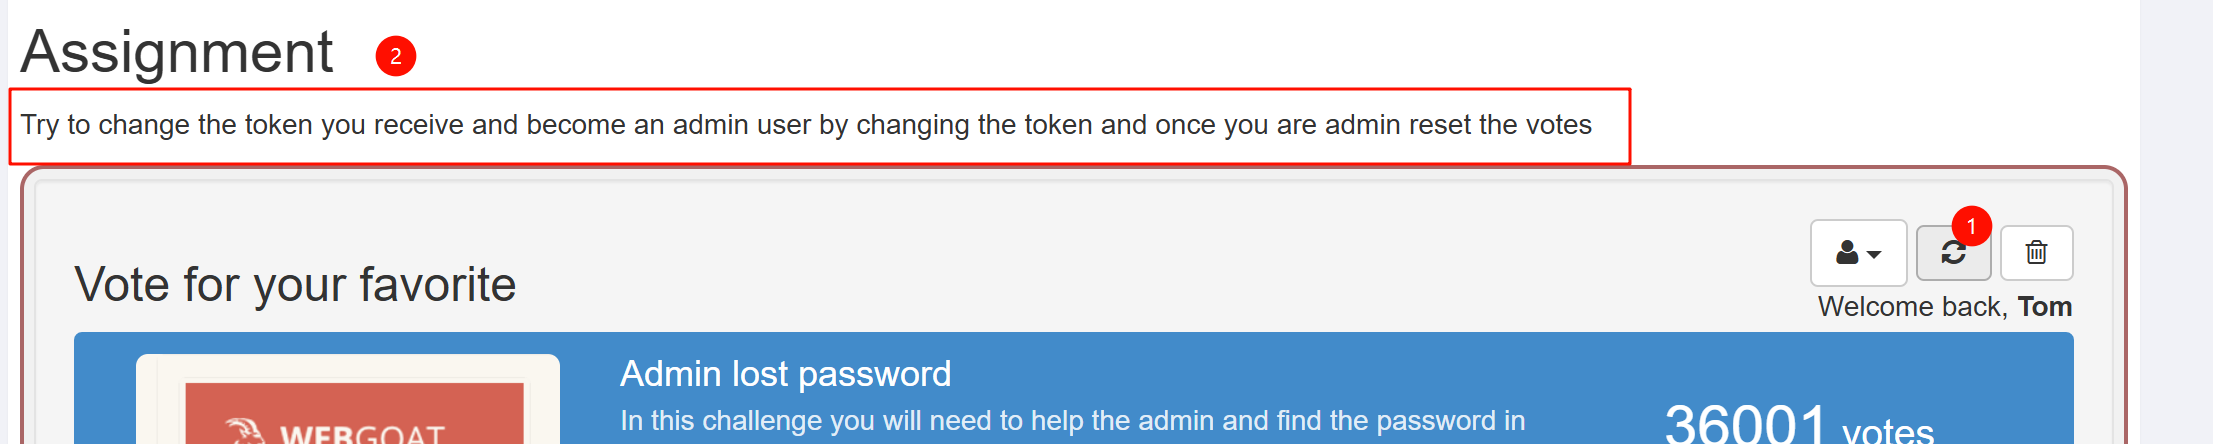 Assignment
2
Try to change the token you receive and become an admin user by changing the token and once you are admin reset the votes
1
Vote for your favorite
Welcome back, Tom
Admin lost password
In this challenge you will need to help the admin and find the password in
36001 votes
WEBGOAT